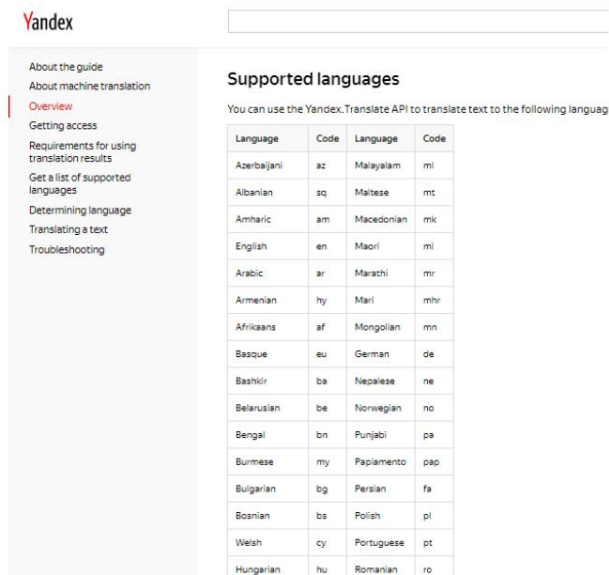 Yandex
About the guide
About machine translation
Overview
Getting access
Requirements for using
translation results
Get a list of supported
languages
Determining language
Translating a text
Troubleshooting
Supported languages
You can use the Yandex.Translate API to translate text to the following languag
Language Code Language Code
Azerbaijani az Malayalam ml
Albanian sq Maltese mt
Amharic am Macedonian mk
English en Maori mi
Arabic ar Marathi mr
Armenian hy Mari mhr
Afrikaans af Mongolian mn
Basque eu German de
Bashkir ba Nepalese ne
Belarusian be Norwegian no
Bengal bn Punjabi pa
Burmese my Papiamento pap
Bulgarian bg Persian fa
Bosnian bs Polish pl
Welsh cy Portuguese pt
Hungarian hu Romanian ro